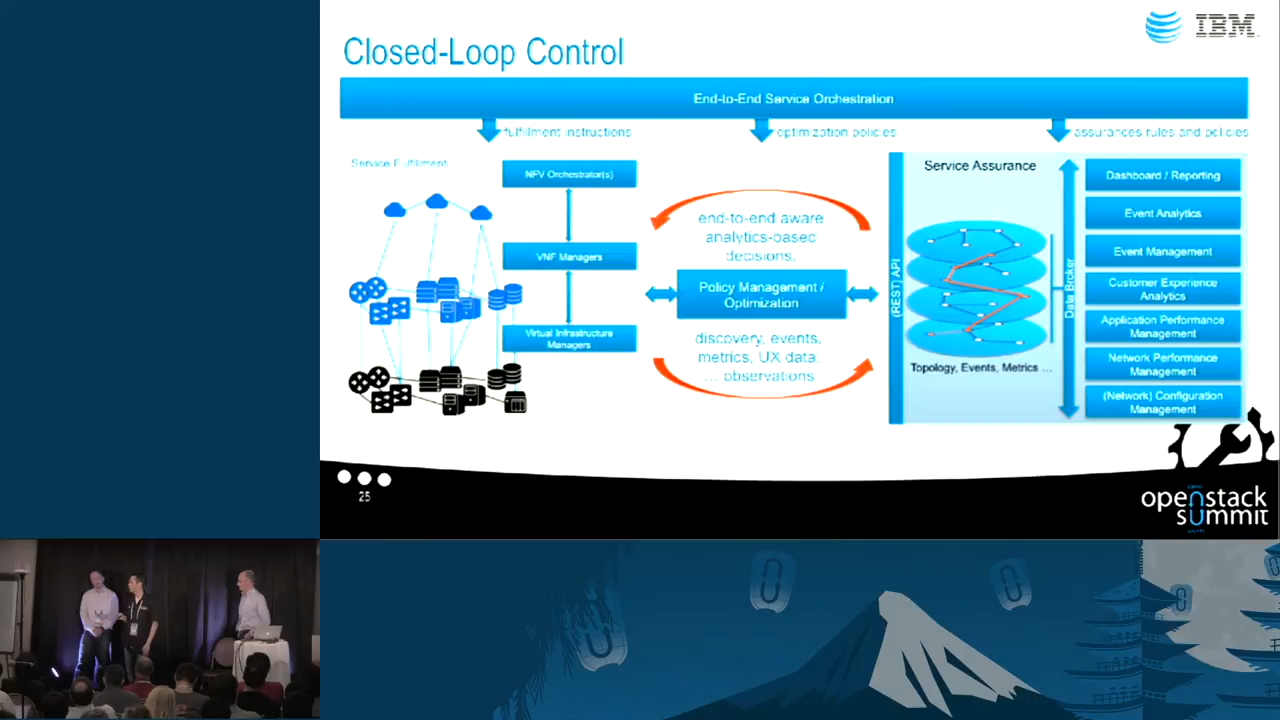 IBM
Closed-Loop Control
End-to-End Service Orchestration
fulfillment instructions
optimization policies
assurances rules and policies
Service Fulfillment
NFV Orchestrator(s)
VNF Managers
Virtual Infrastructure
Managers
end-to-end aware
analytics-based
decisions,
Policy Management /
Optimization
discovery, events,
metrics, UX data,
... observations
(REST) API
Service Assurance
Topology, Events, Metrics ...
Data Broker
Dashboard / Reporting
Event Analytics
Event Management
Customer Experience
Analytics
Application Performance
Management
Network Performance
Management
(Network) Configuration
Management
25
openstack
summit